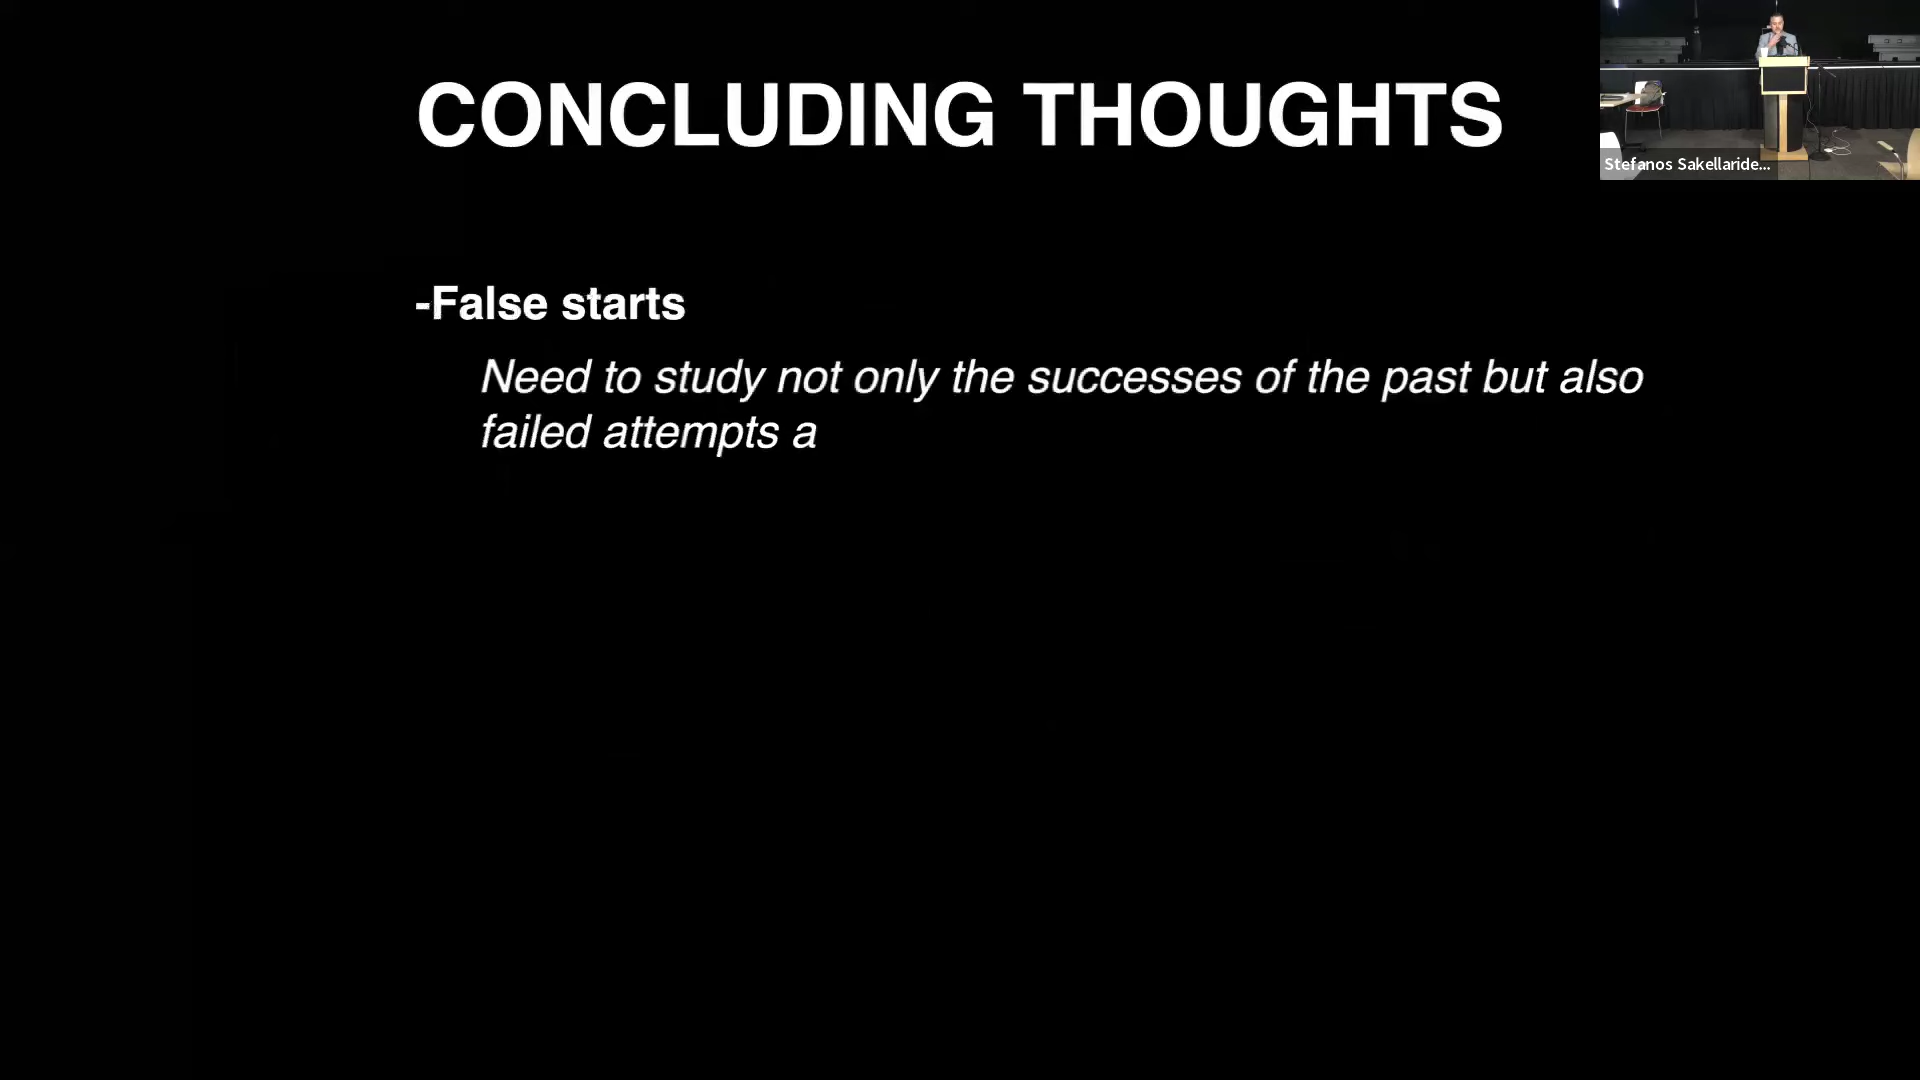 CONCLUDING THOUGHTS
Stefanos Sakellaride...
-False starts
Need to study not only the successes of the past but also
failed attempts a